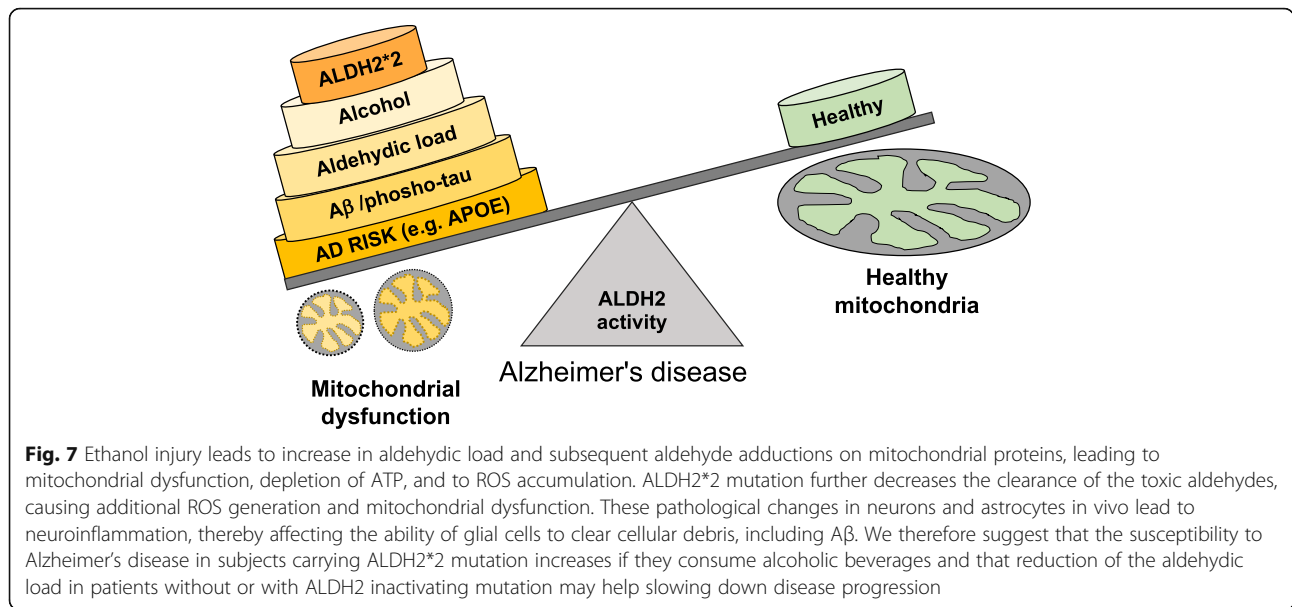 ALDH2*2
Alcohol
Aldehydic load
Aβ /phosho-tau
AD RISK (e.g. APOE)
Healthy
Mitochondrial
dysfunction
ALDH2
activity
Alzheimer's disease
Healthy
mitochondria
Fig. 7 Ethanol injury leads to increase in aldehydic load and subsequent aldehyde adductions on mitochondrial proteins, leading to
mitochondrial dysfunction, depletion of ATP, and to ROS accumulation. ALDH2*2 mutation further decreases the clearance of the toxic aldehydes,
causing additional ROS generation and mitochondrial dysfunction. These pathological changes in neurons and astrocytes in vivo lead to
neuroinflammation, thereby affecting the ability of glial cells to clear cellular debris, including Aβ. We therefore suggest that the susceptibility to
Alzheimer's disease in subjects carrying ALDH2*2 mutation increases if they consume alcoholic beverages and that reduction of the aldehydic
load in patients without or with ALDH2 inactivating mutation may help slowing down disease progression